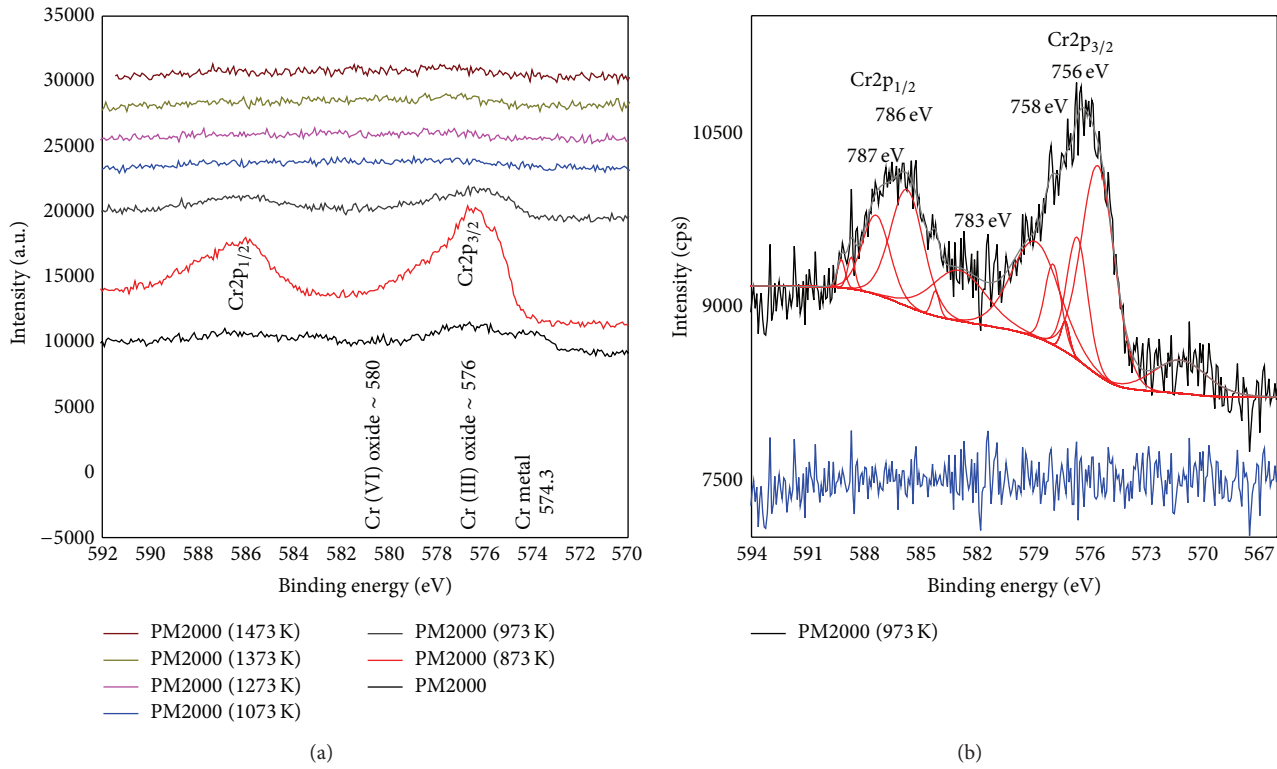 35000
30000
25000
20000
15000
10000
5000
0
−5000
Intensity (a.u.)
Cr2p1/2
Cr2p3/2
Cr (VI) oxide ~ 580
Cr (III) oxide ~ 576
Cr metal
574.3
592 590 588 586 584 582 580 578 576 574 572 570
Binding energy (eV)
PM2000 (1473 K)
PM2000 (1373 K)
PM2000 (1273 K)
PM2000 (1073 K)
PM2000 (973 K)
PM2000 (873 K)
PM2000
(a)
Cr2p3/2
756 eV
Cr2p1/2
786 eV
758 eV
787 eV
783 eV
10500
9000
7500
Intensity (cps)
594 591 588 585 582 579 576 573 570 567
Binding energy (eV)
PM2000 (973 K)
(b)